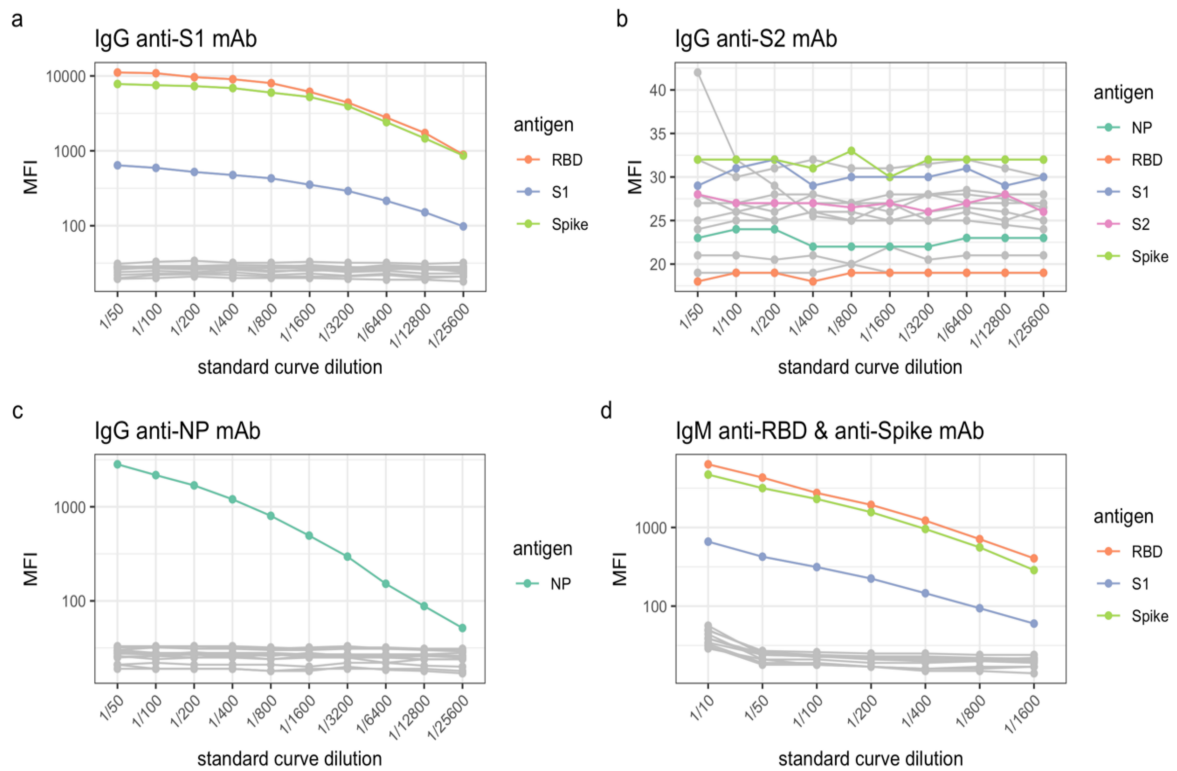 a
IgG anti-S1 mAb
MFI
10000
1000
100
1/50
1/100
1/200
1/400
1/800
1/1600
1/3200
1/6400
1/12800
1/25600
standard curve dilution
antigen
RBD
S1
Spike
b
IgG anti-S2 mAb
MFI
40
35
30
25
20
1/50
1/100
1/200
1/400
1/800
1/1600
1/3200
1/6400
1/12800
1/25600
standard curve dilution
antigen
NP
RBD
S1
S2
Spike
c
IgG anti-NP mAb
MFI
1000
100
1/50
1/100
1/200
1/400
1/800
1/1600
1/3200
1/6400
1/12800
1/25600
standard curve dilution
antigen
NP
d
IgM anti-RBD & anti-Spike mAb
MFI
1000
100
1/10
1/50
1/100
1/200
1/400
1/800
1/1600
standard curve dilution
antigen
RBD
S1
Spike